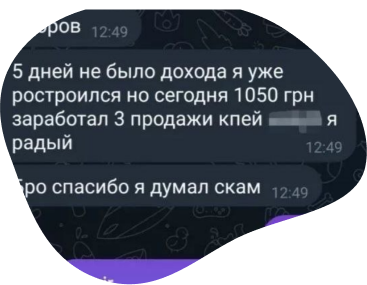 ров 12:49
5 дней не было дохода я уже
ростроился но сегодня 1050 грн
заработал 3 продажи кпей я
радый 12:49
ро спасибо я думал скам 12:49